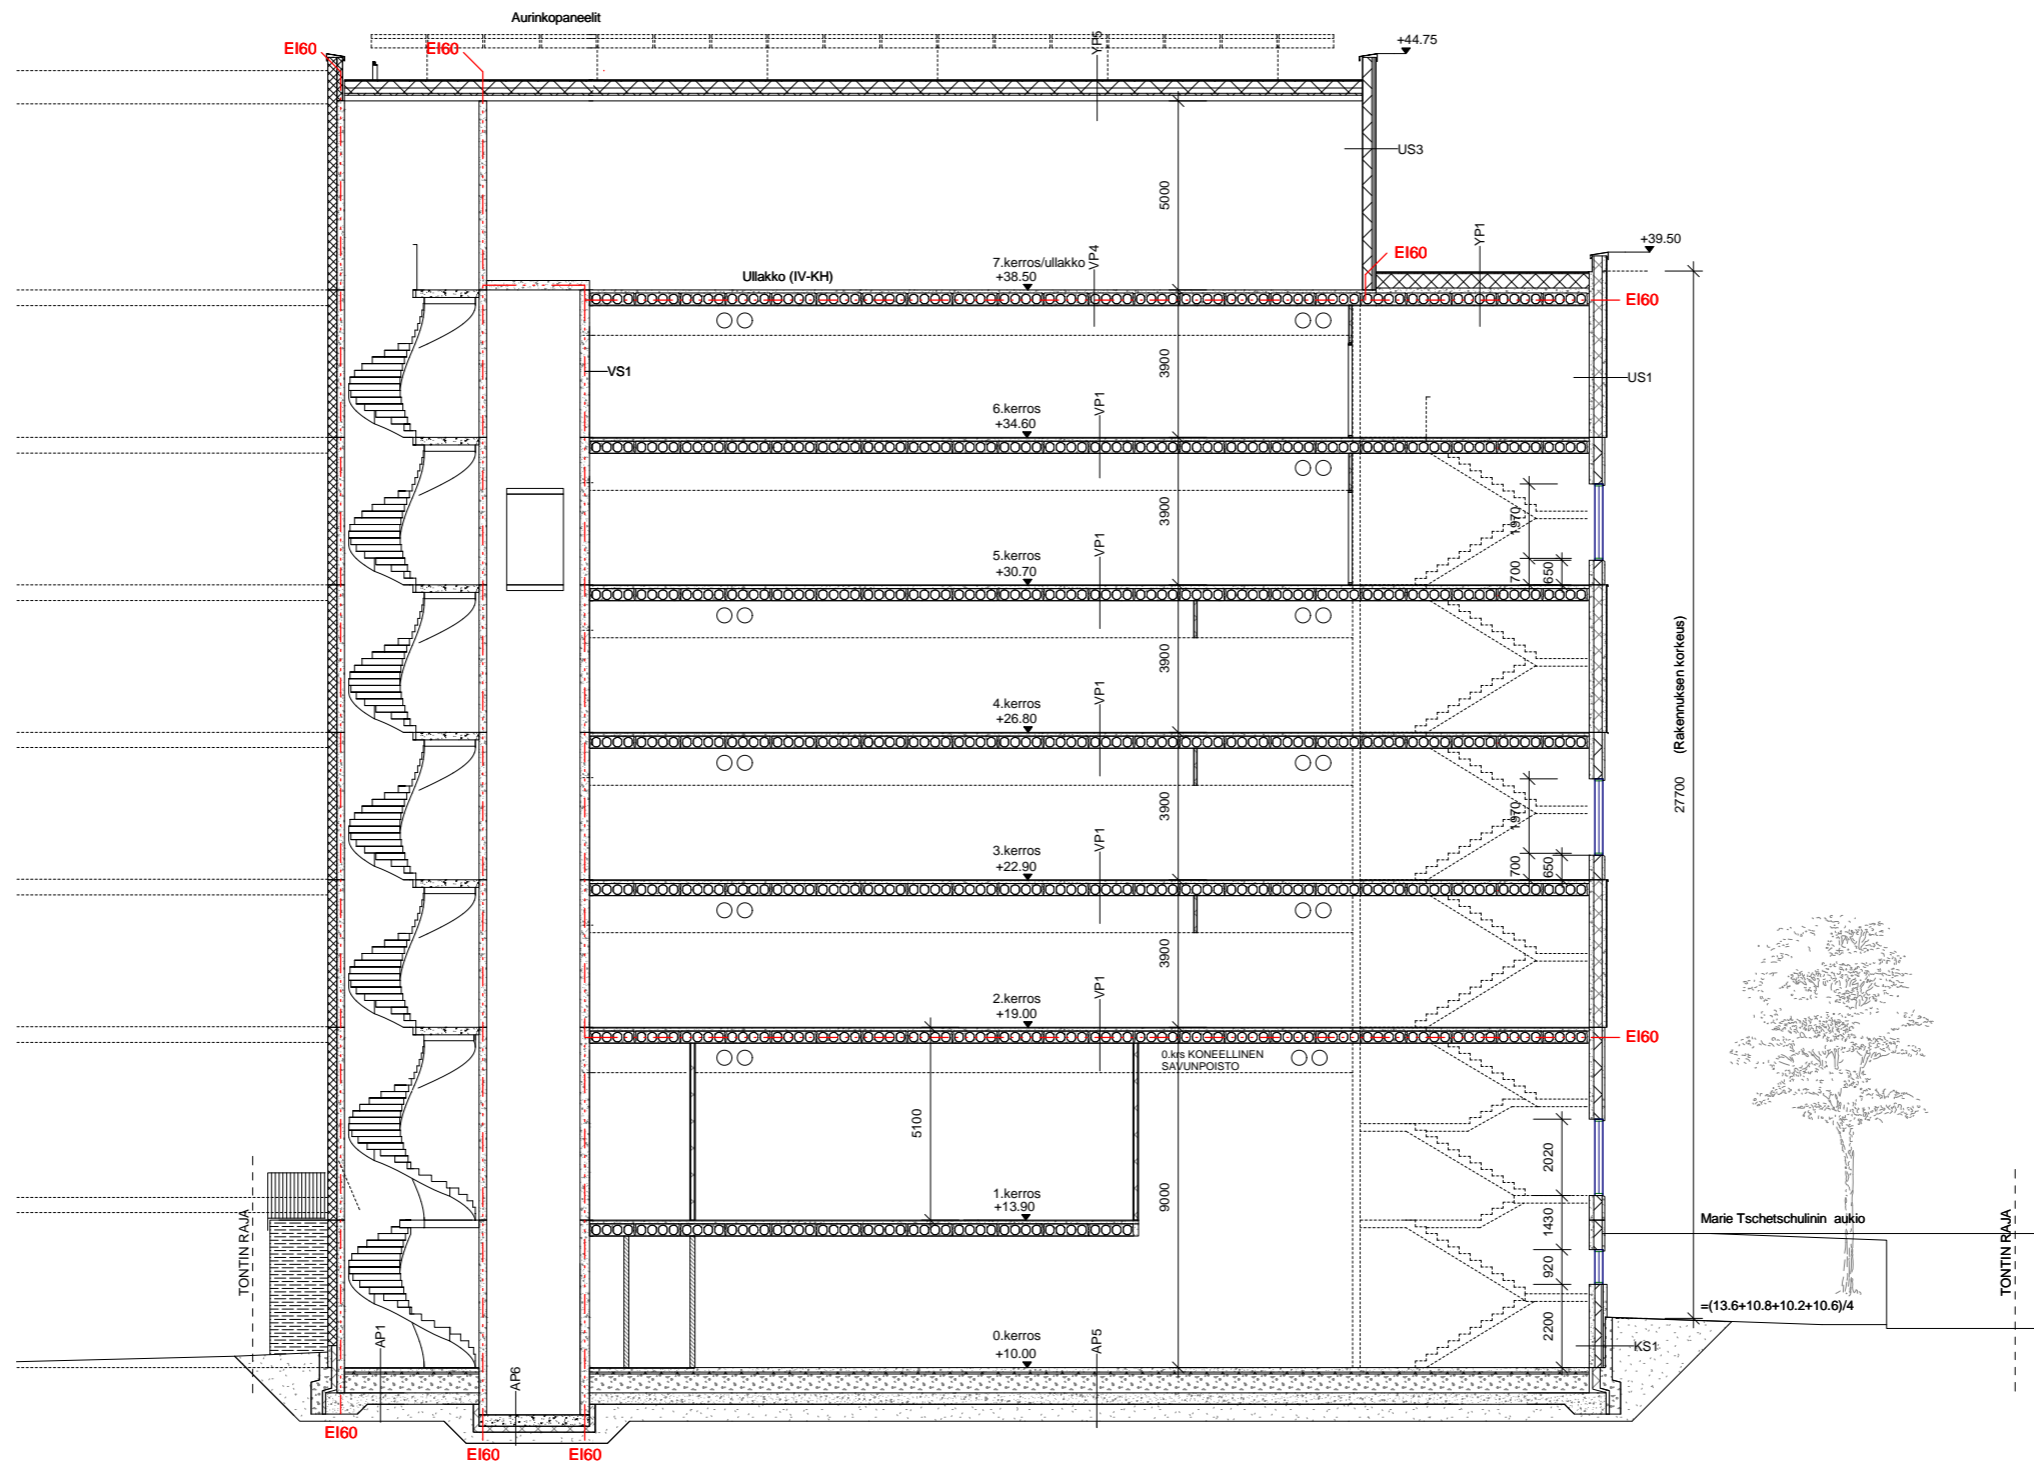 Aurinkopaneelit
EI60
EI60
YP5
+44.75
US3
5000
YP1
+39.50
7.kerros/ullakko
+38.50
VP4
Ullakko (IV-KH)
EI60
EI60
VS1
3900
US1
6.kerros
+34.60
VP1
3900
1970
700
650
5.kerros
+30.70
VP1
3900
(Rakennuksen korkeus)
27700
4.kerros
+26.80
VP1
3900
1970
700
650
3.kerros
+22.90
VP1
3900
2.kerros
+19.00
VP1
EI60
0.krs KONEELLINEN
SAVUNPOISTO
5100
2020
9000
1.kerros
+13.90
1430
920
2200
Marie Tschetschulinin aukio
TONTIN RAJA
TONTIN RAJA
=(13.6+10.8+10.2+10.6)/4
AP1
0.kerros
+10.00
AP5
KS1
AP6
EI60
EI60
EI60